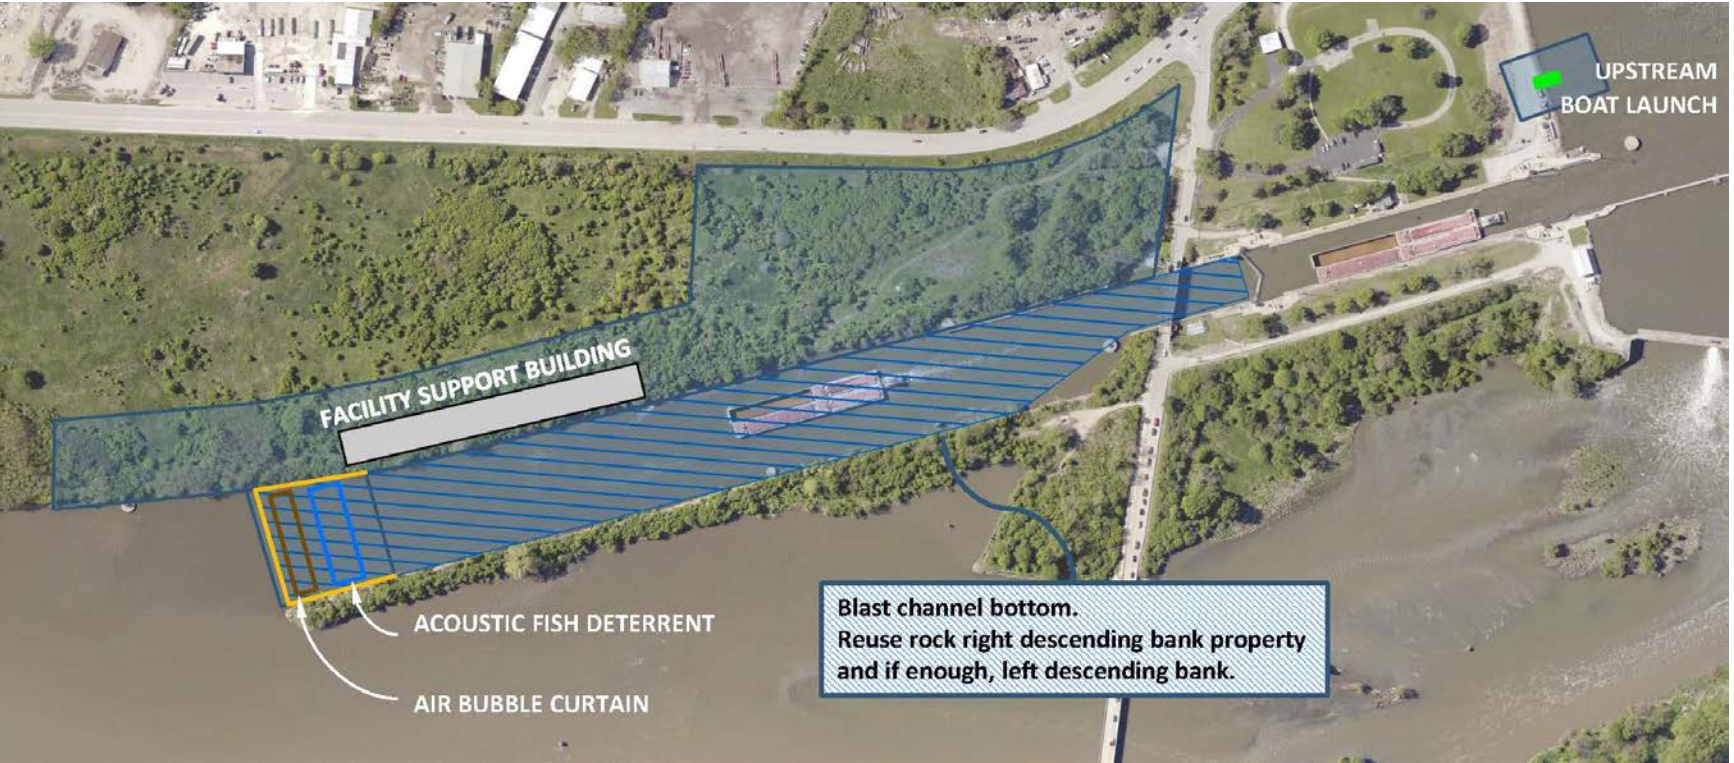 UPSTREAM
BOAT LAUNCH
FACILITY SUPPORT BUILDING
ACOUSTIC FISH DETERRENT
AIR BUBBLE CURTAIN
Blast channel bottom.
Reuse rock right descending bank property
and if enough, left descending bank.